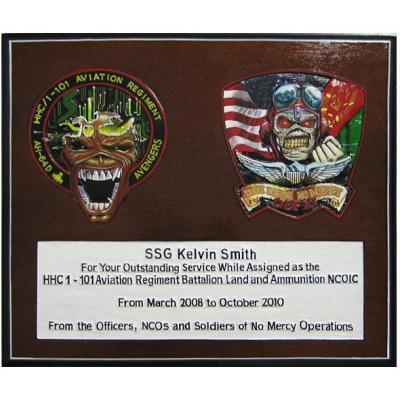 HHC/1-101 AVIATION REGIMENT
AH-64D
AVENGERS
SSG Kelvin Smith
For Your Outstanding Service While Assigned as the
HHC 1 - 101 Aviation Regiment Battalion Land and Ammunition NCOIC
From March 2008 to October 2010
From the Officers, NCOs and Soldiers of No Mercy Operations